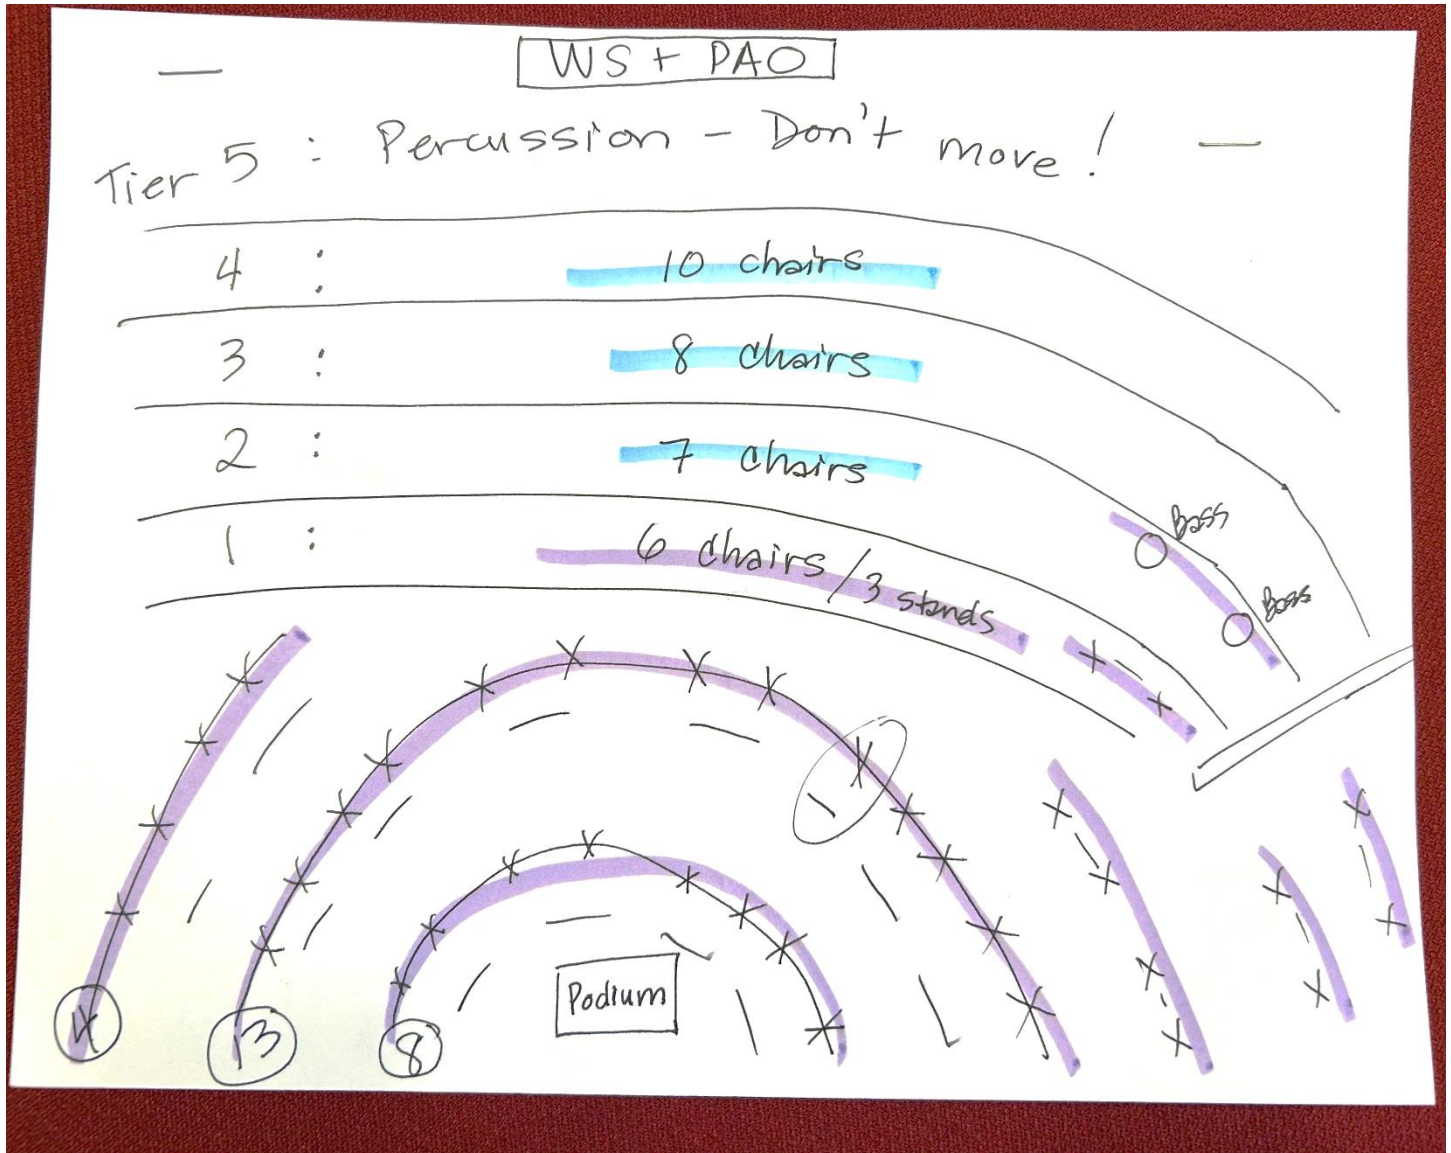 WS + PAO
Tier 5 : Percussion - Don't move!
4 : 10 chairs
3 : 8 chairs
2 : 7 chairs
1 : 6 chairs / 3 stands
Bass
Bass
Podium
4
13
8